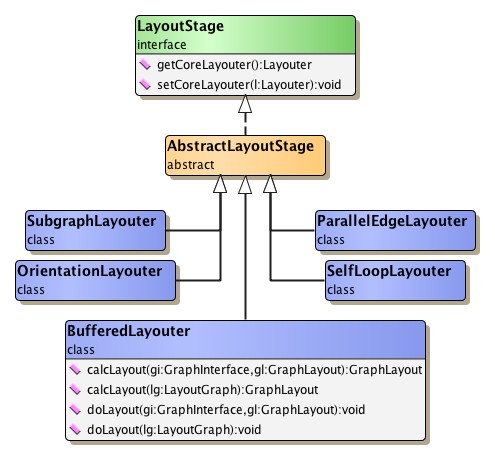 LayoutStage
interface
getCoreLayouter():Layouter
setCoreLayouter(l:Layouter):void
AbstractLayoutStage
abstract
SubgraphLayouter
class
ParallelEdgeLayouter
class
OrientationLayouter
class
SelfLoopLayouter
class
BufferedLayouter
class
calcLayout(gi:GraphInterface,gl:GraphLayout):GraphLayout
calcLayout(lg:LayoutGraph):GraphLayout
doLayout(gi:GraphInterface,gl:GraphLayout):void
doLayout(lg:LayoutGraph):void